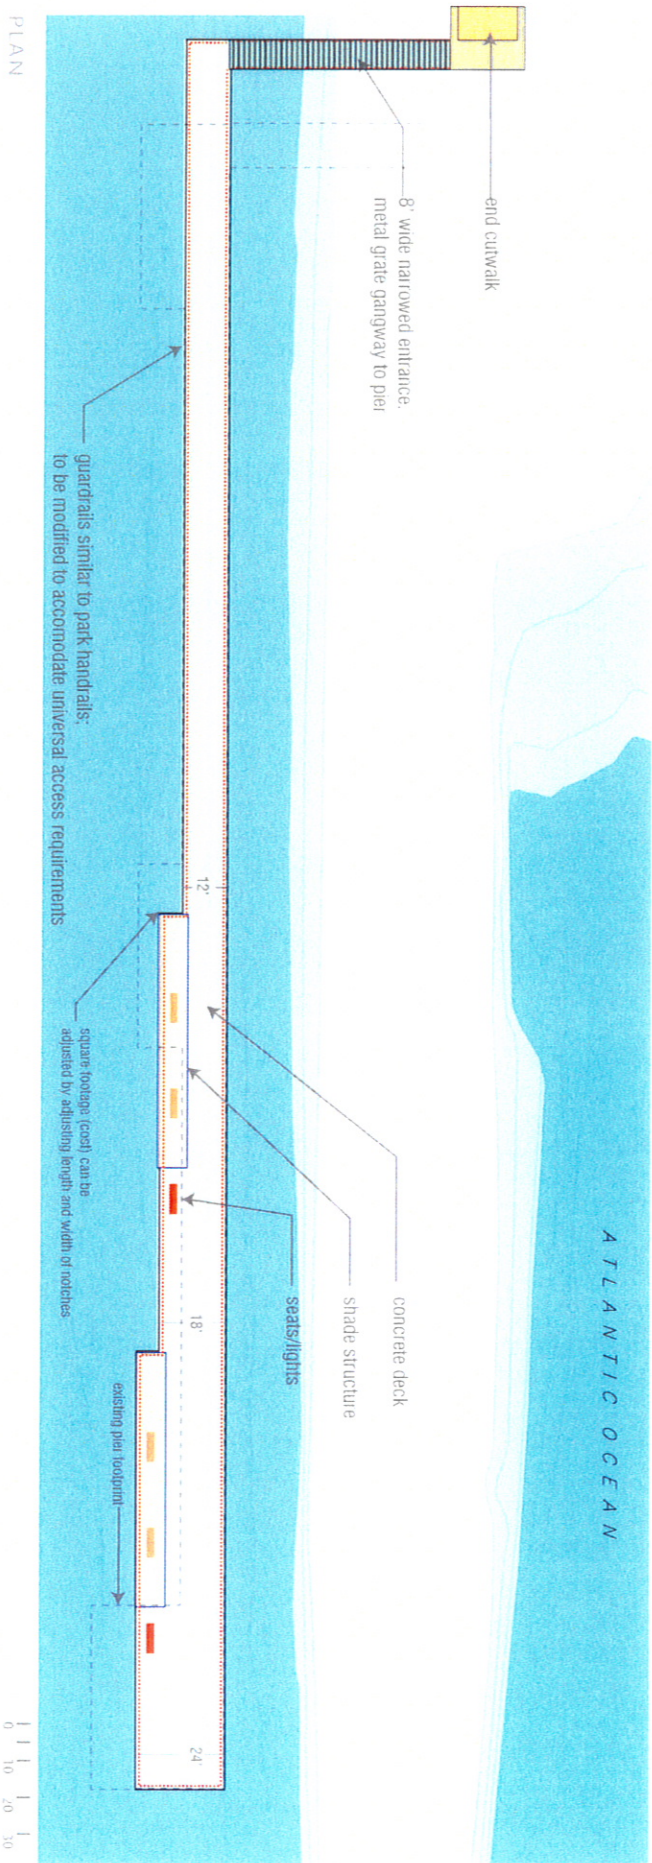 PLAN
end cutwalk
8' wide narrowed entrance.
metal grate gangway to pier
guardrails similar to park handrails;
to be modified to accomodate universal access requirements
12'
square footage (cost) can be
adjusted by adjusting length and width of notches
concrete deck
shade structure
seats/lights
18'
existing pier footprint
24'
ATLANTIC OCEAN
0 10 20 30